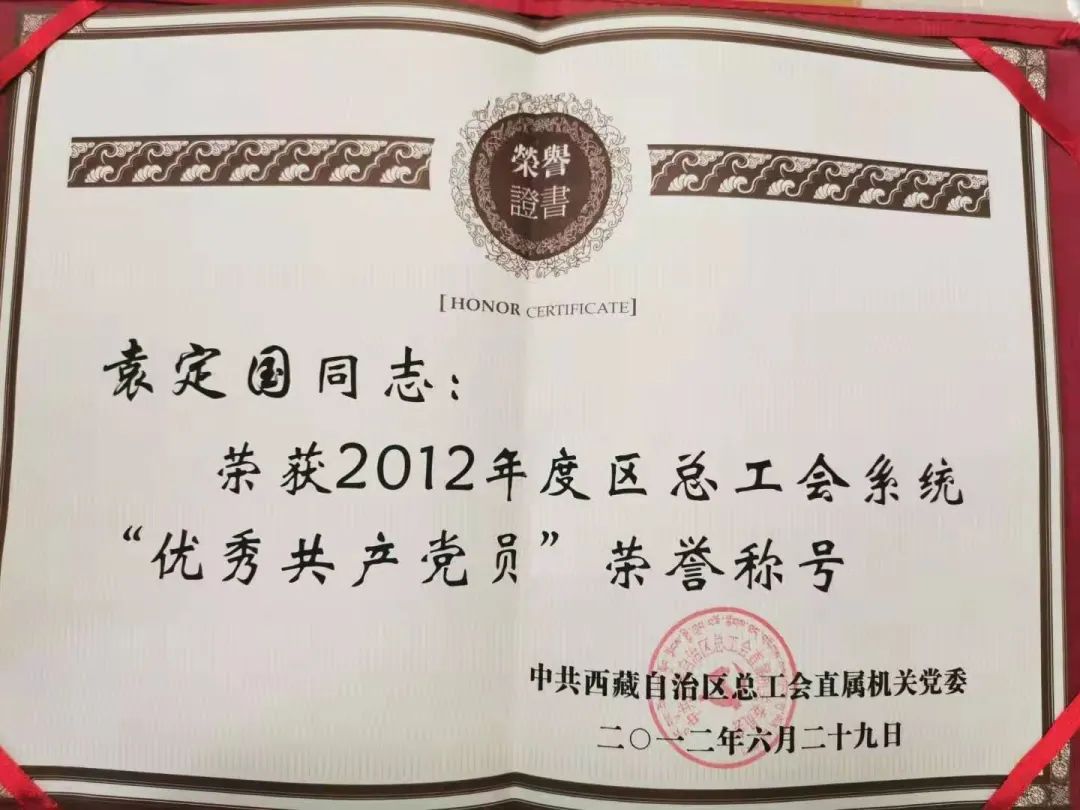 榮譽
證書
[HONOR CERTIFICATE]
袁定国同志：
荣获2012年度区总工会系统
“优秀共产党员”荣誉称号
中共西藏自治区总工会直属机关党委
二〇一二年六月二十九日